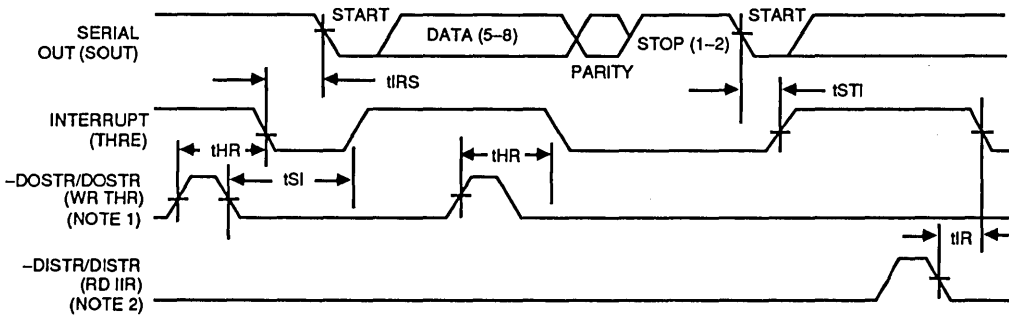 SERIAL
OUT (SOUT)
START
DATA (5–8)
PARITY
STOP (1–2)
START
tIRS
tSTI
INTERRUPT
(THRE)
tHR
tSI
tHR
–DOSTR/DOSTR
(WR THR)
(NOTE 1)
tIR
–DISTR/DISTR
(RD IIR)
(NOTE 2)